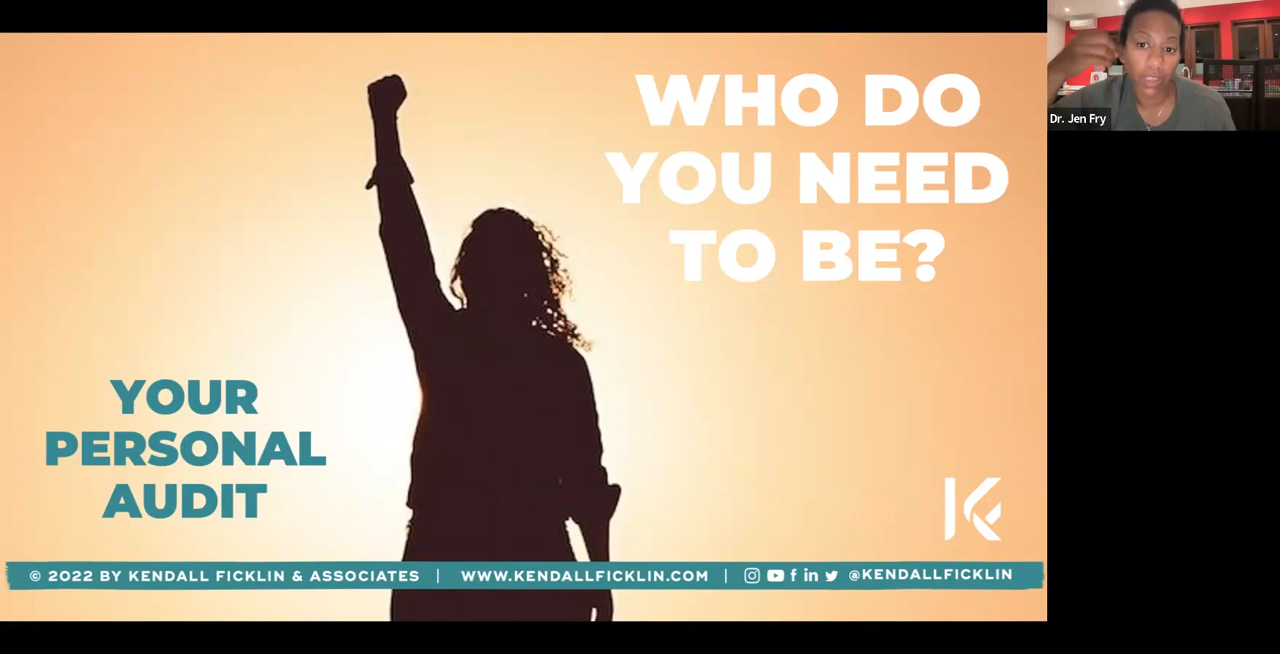 WHO DO
YOU NEED
TO BE?
Dr. Jen Fry
YOUR
PERSONAL
AUDIT
© 2022 BY KENDALL FICKLIN & ASSOCIATES | WWW.KENDALLFICKLIN.COM | @KENDALLFICKLIN